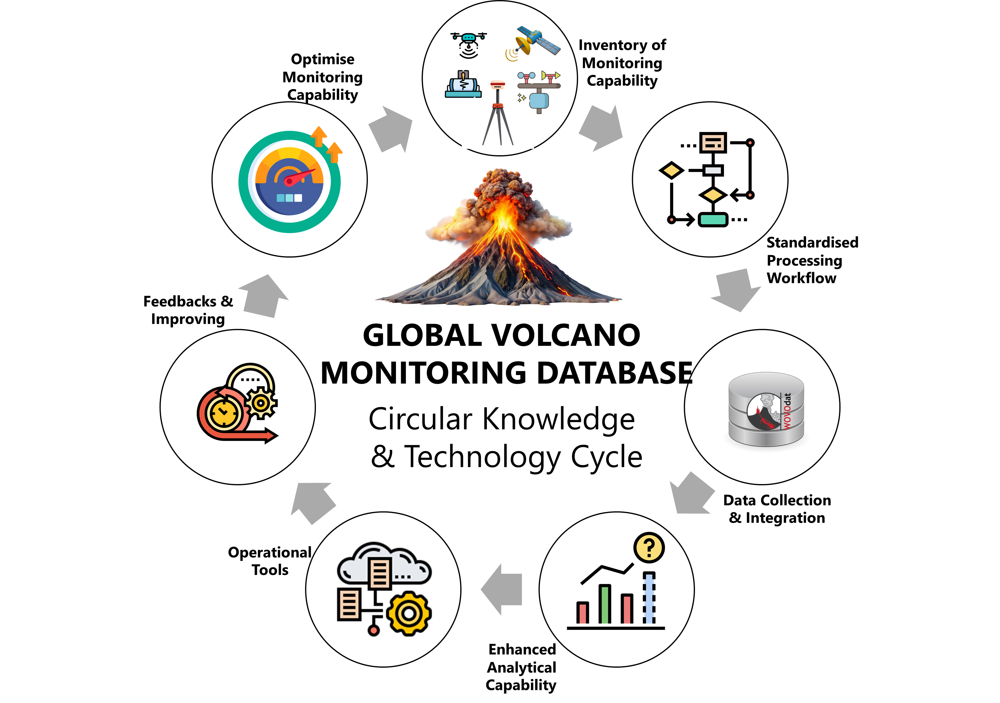 Optimise
Monitoring
Capability
Inventory of
Monitoring
Capability
Standardised
Processing
Workflow
Feedbacks &
Improving
GLOBAL VOLCANO
MONITORING DATABASE
Circular Knowledge
& Technology Cycle
WOVOdat
Data Collection
& Integration
Operational
Tools
?
Enhanced
Analytical
Capability